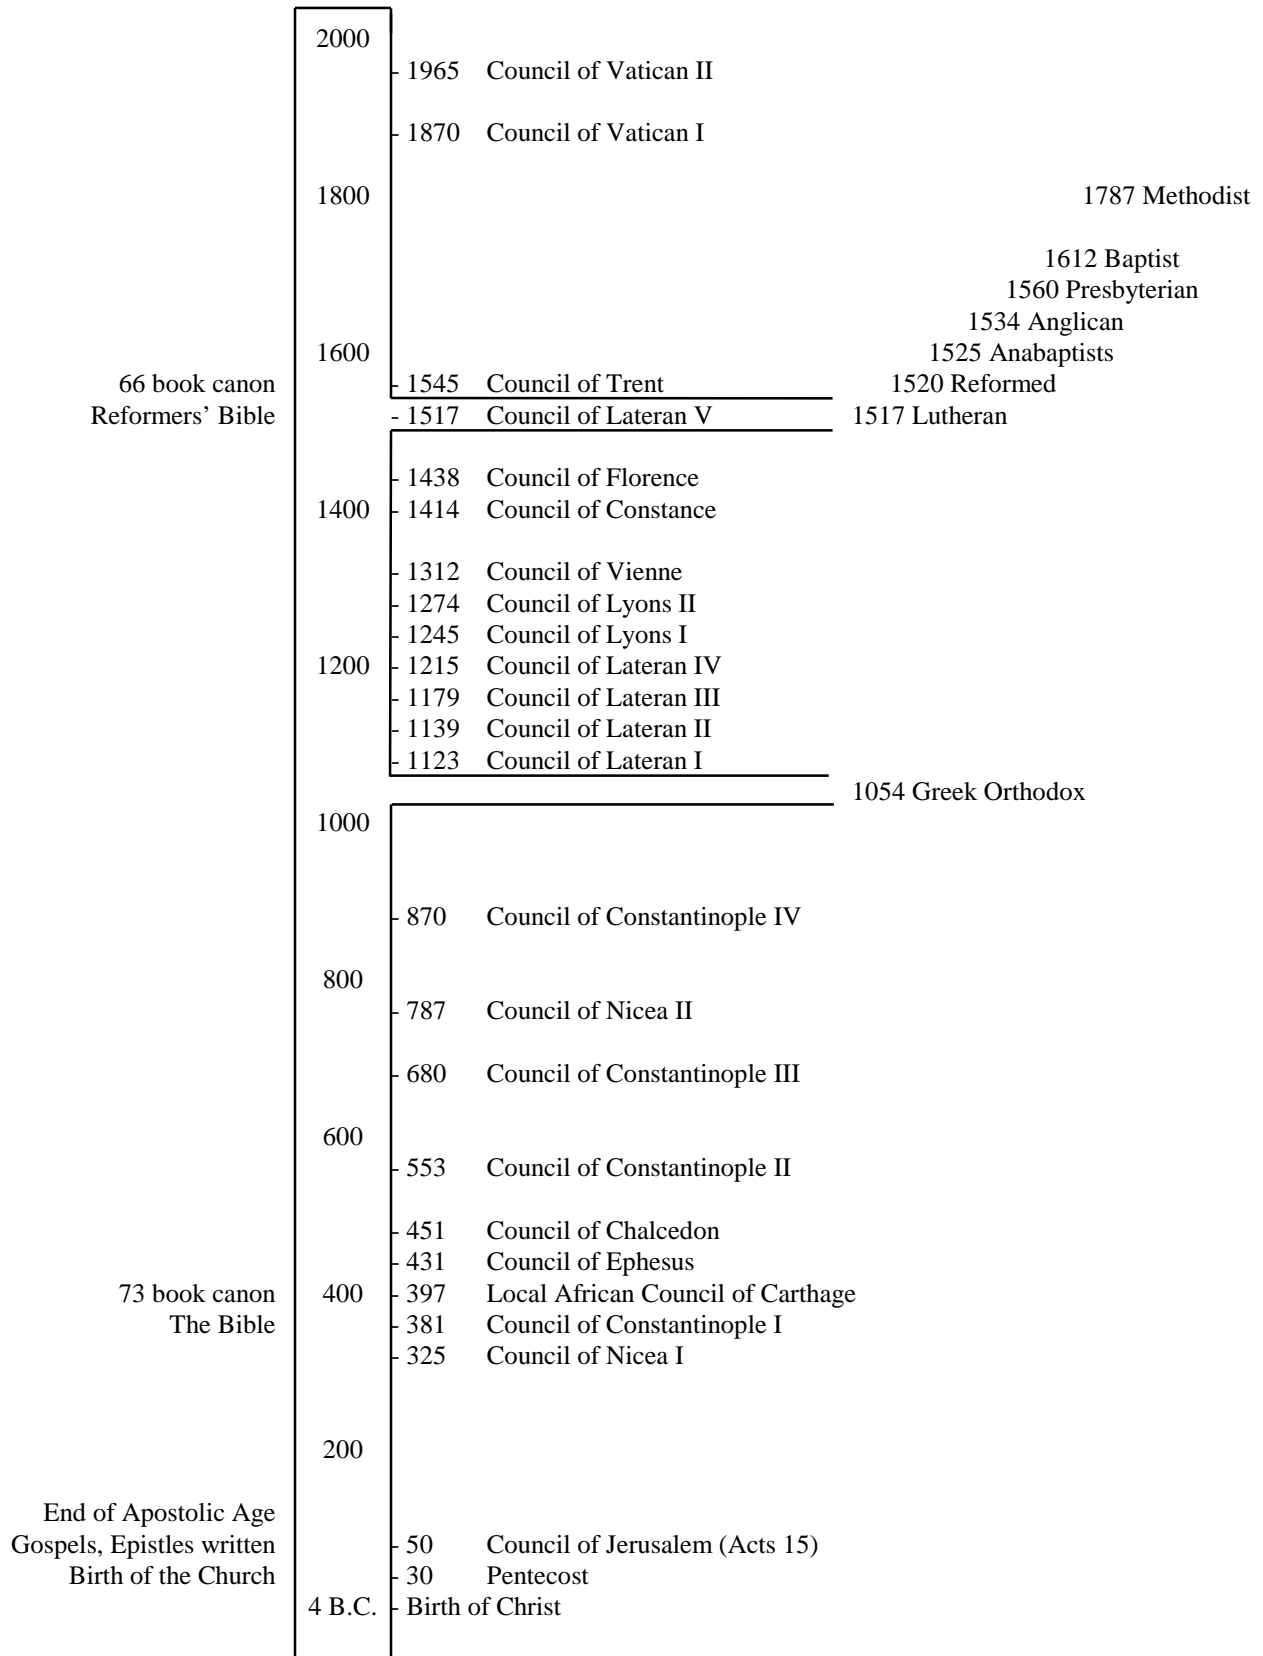 2000
- 1965 Council of Vatican II
- 1870 Council of Vatican I
1800 1787 Methodist
1612 Baptist
1560 Presbyterian
1534 Anglican
1600 1525 Anabaptists
66 book canon - 1545 Council of Trent 1520 Reformed
Reformers’ Bible - 1517 Council of Lateran V 1517 Lutheran
- 1438 Council of Florence
1400 - 1414 Council of Constance
- 1312 Council of Vienne
- 1274 Council of Lyons II
- 1245 Council of Lyons I
1200 - 1215 Council of Lateran IV
- 1179 Council of Lateran III
- 1139 Council of Lateran II
- 1123 Council of Lateran I
1054 Greek Orthodox
1000
- 870 Council of Constantinople IV
800
- 787 Council of Nicea II
- 680 Council of Constantinople III
600
- 553 Council of Constantinople II
- 451 Council of Chalcedon
- 431 Council of Ephesus
73 book canon 400 - 397 Local African Council of Carthage
The Bible - 381 Council of Constantinople I
- 325 Council of Nicea I
200
End of Apostolic Age
Gospels, Epistles written - 50 Council of Jerusalem (Acts 15)
Birth of the Church - 30 Pentecost
4 B.C. - Birth of Christ